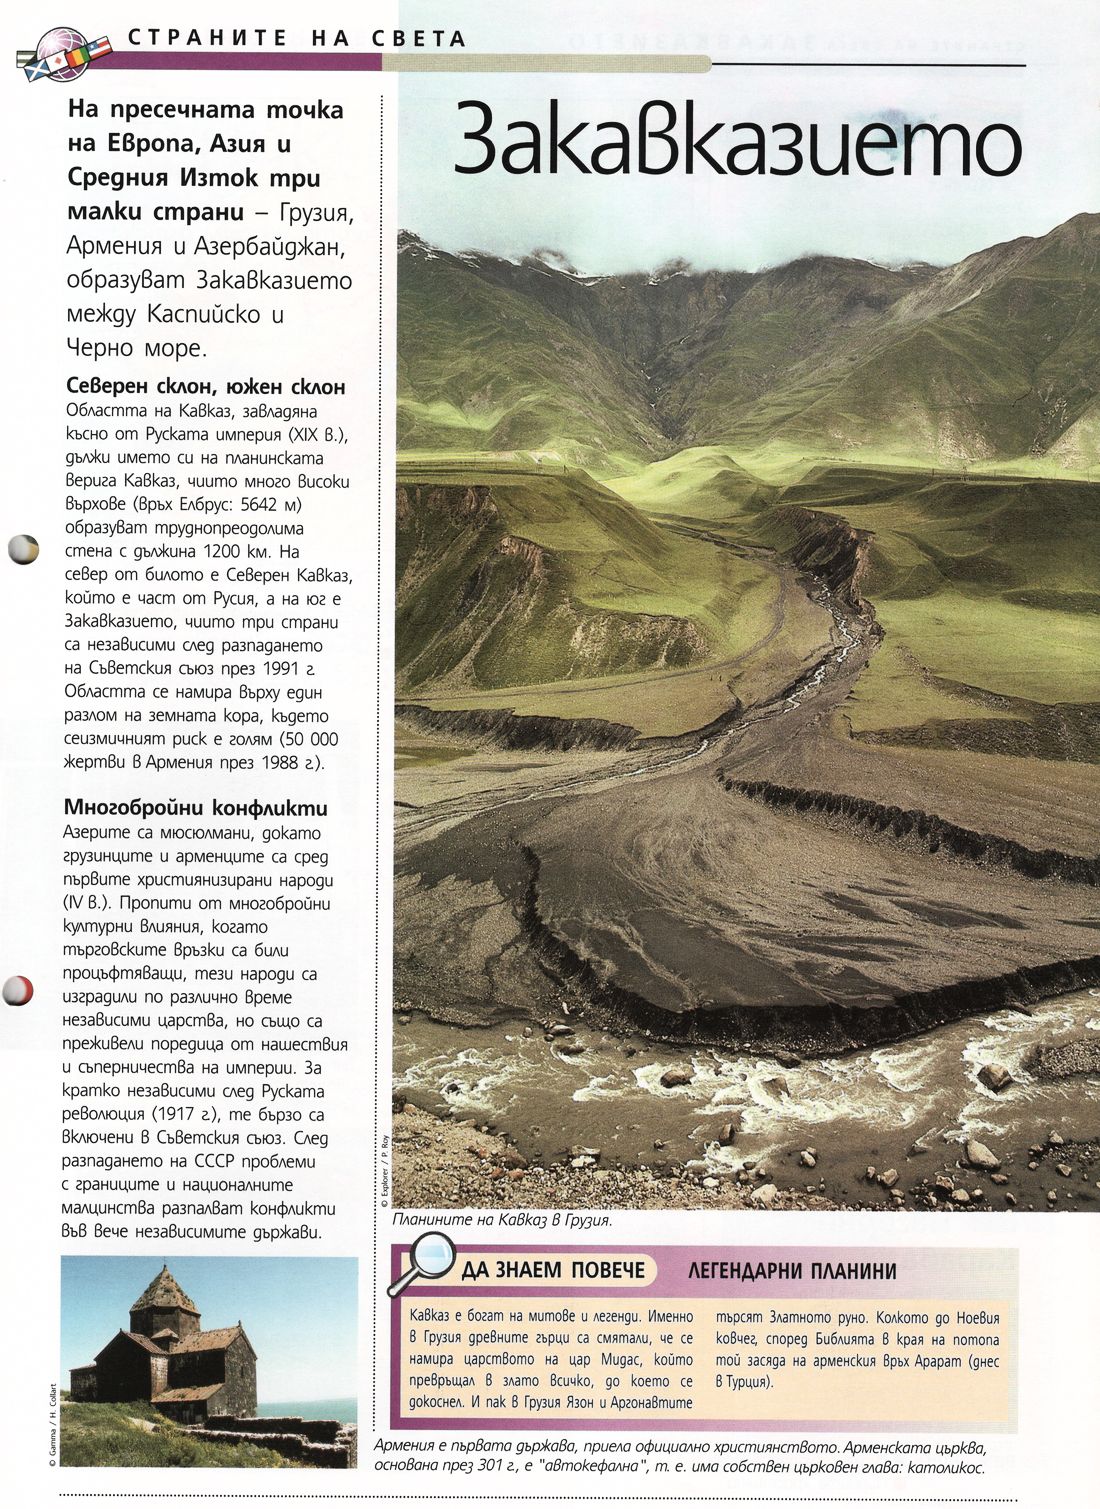 СТРАНИТЕ НА СВЕТА
Закавказието
На пресечната точка
на Европа, Азия и
Средния Изток три
малки страни – Грузия,
Армения и Азербайджан,
образуват Закавказието
между Каспийско и
Черно море.
Северен склон, южен склон
Областта на Кавказ, завладяна
късно от Руската империя (XIX в.),
дължи името си на планинската
верига Кавказ, чиито много високи
върхове (връх Елбрус: 5642 м)
образуват труднопреодолима
стена с дължина 1200 км. На
север от билото е Северен Кавказ,
който е част от Русия, а на юг е
Закавказието, чиито три страни
са независими след разпадането
на Съветския съюз през 1991 г.
Областта се намира върху един
разлом на земната кора, където
сеизмичният риск е голям (50 000
жертви в Армения през 1988 г.).
Многобройни конфликти
Азерите са мюсюлмани, докато
грузинците и арменците са сред
първите християнизирани народи
(IV в.). Пропити от многобройни
културни влияния, когато
търговските връзки са били
процъфтяващи, тези народи са
изградили по различно време
независими царства, но също са
преживели поредица от нашествия
и съперничества на империи. За
кратко независими след Руската
революция (1917 г.), те бързо са
включени в Съветския съюз. След
разпадането на СССР проблеми
с границите и националните
малцинства разпалват конфликти
във вече независимите държави.
© Explorer / P. Roy
Планините на Кавказ в Грузия.
ДА ЗНАЕМ ПОВЕЧЕ
ЛЕГЕНДАРНИ ПЛАНИНИ
Кавказ е богат на митове и легенди. Именно
в Грузия древните гърци са смятали, че се
намира царството на цар Мидас, който
превръщал в злато всичко, до което се
докоснел. И пак в Грузия Язон и Аргонавтите
търсят Златното руно. Колкото до Ноевия
ковчег, според Библията в края на потопа
той засяда на арменския връх Арарат (днес
в Турция).
© Gamma / H. Collart
Армения е първата държава, приела официално християнството. Арменската църква,
основана през 301 г., е "автокефална", т. е. има собствен църковен глава: католикос.